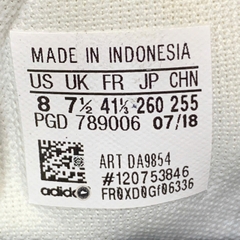 MADE IN INDONESIA
US UK FR JP CHN
8 7½ 41⅓ 260 255
PGD 789006 07/18
ART DA9854
#120753846
adidas FR0XD0Gf06336